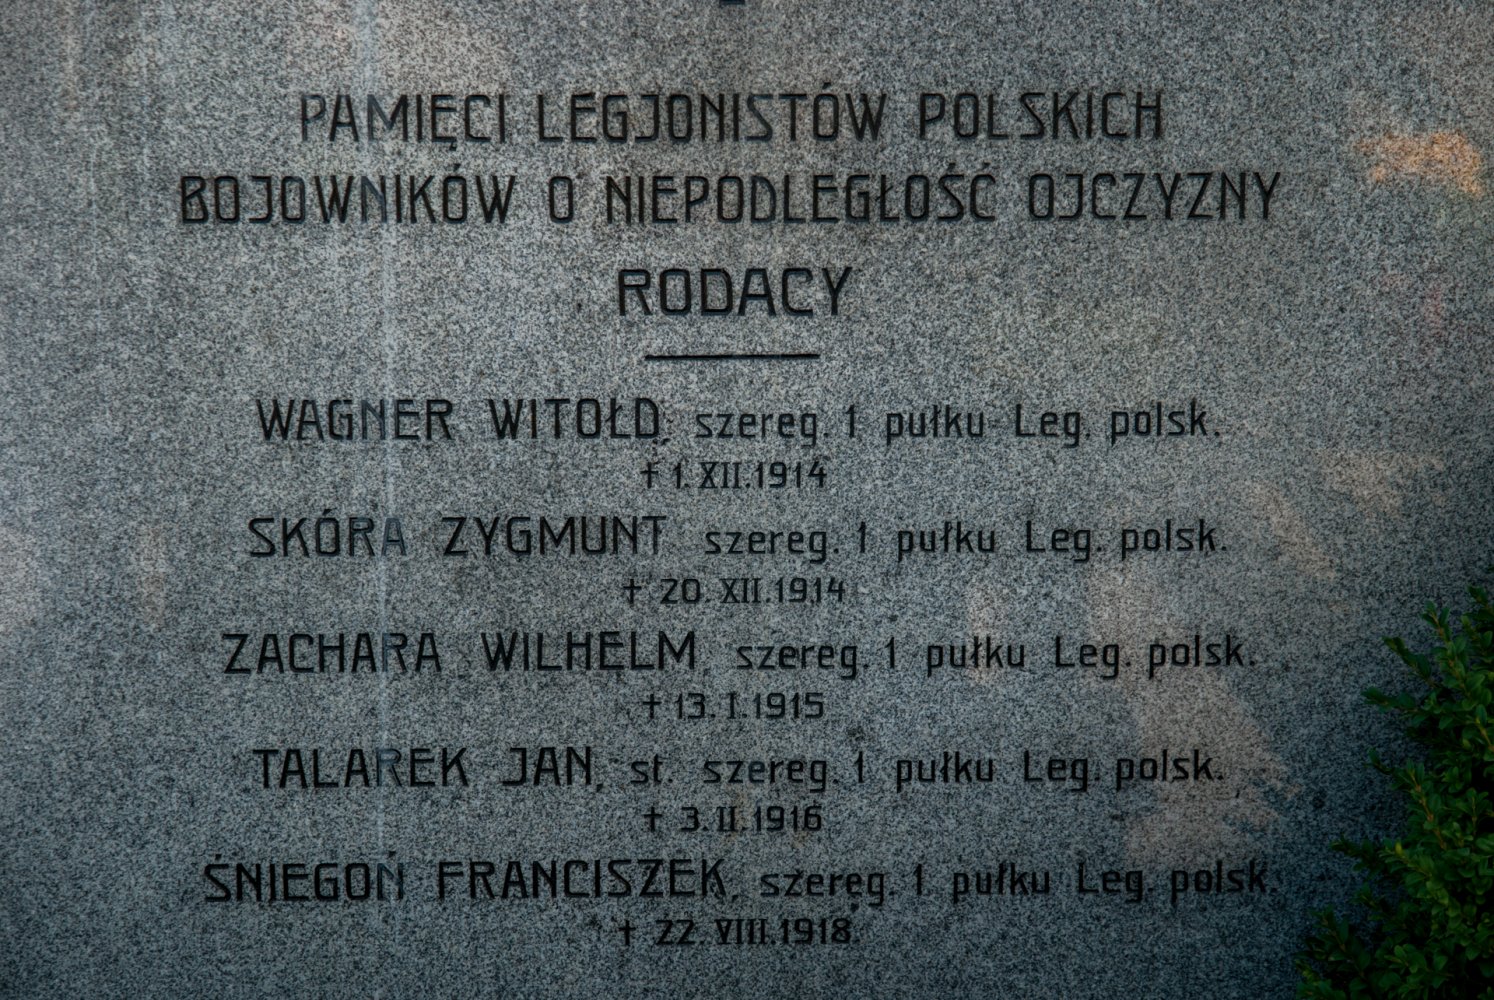 PAMIĘCI LEGJONISTÓW POLSKICH
BOJOWNIKÓW O NIEPODLEGŁOŚĆ OJCZYZNY
RODACY
WAGNER WITOŁD, szereg. 1 pułku Leg. polsk.
† 1. XII. 1914
SKÓRA ZYGMUNT szereg. 1 pułku Leg. polsk.
† 20. XII. 1914
ZACHARA WILHELM, szereg. 1 pułku Leg. polsk.
† 13. I. 1915
TALAREK JAN, st. szereg. 1 pułku Leg. polsk.
† 3. II. 1916
ŚNIEGOŃ FRANCISZEK, szereg. 1 pułku Leg. polsk.
† 22. VIII. 1918.